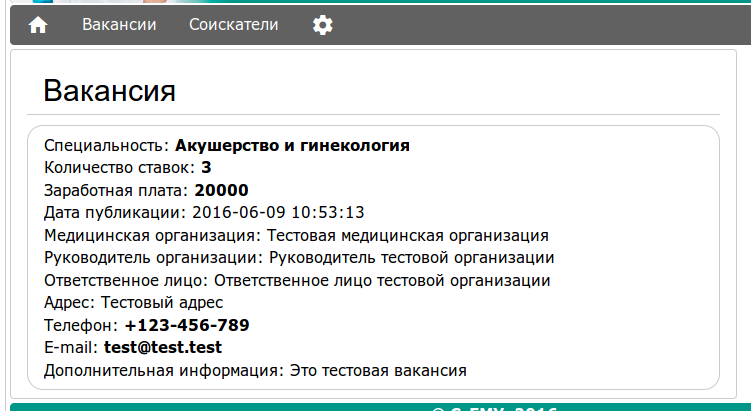 Вакансии Соискатели
Вакансия
Специальность: Акушерство и гинекология
Количество ставок: 3
Заработная плата: 20000
Дата публикации: 2016-06-09 10:53:13
Медицинская организация: Тестовая медицинская организация
Руководитель организации: Руководитель тестовой организации
Ответственное лицо: Ответственное лицо тестовой организации
Адрес: Тестовый адрес
Телефон: +123-456-789
E-mail: test@test.test
Дополнительная информация: Это тестовая вакансия